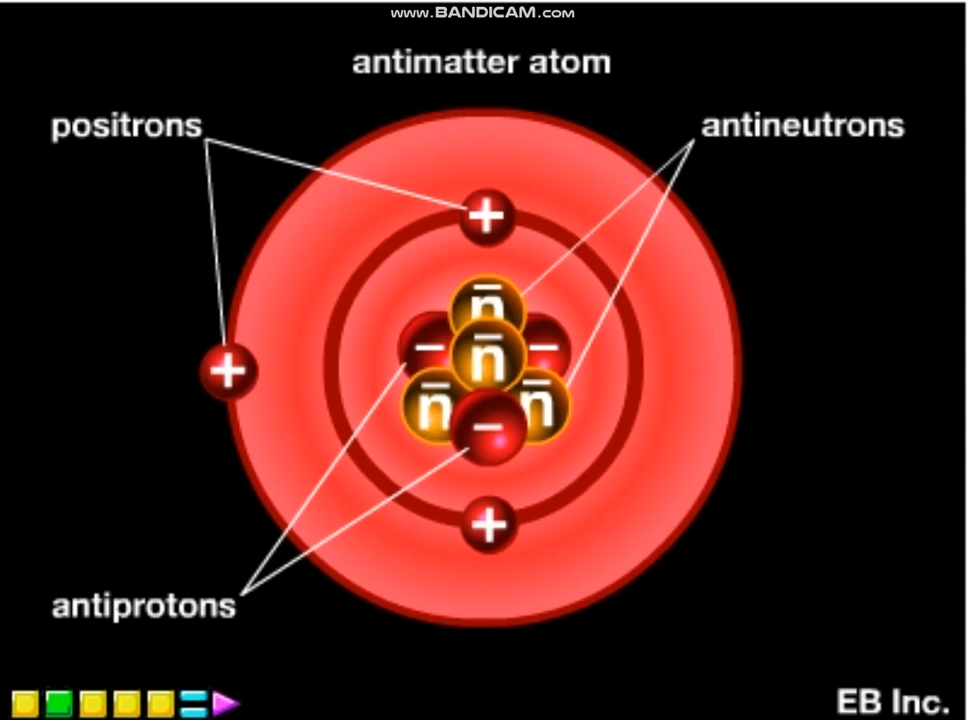 www.BANDICAM.com
antimatter atom
positrons
antineutrons
+
n̅
− n̅ −
+
n̅ n̅
−
+
antiprotons
EB Inc.